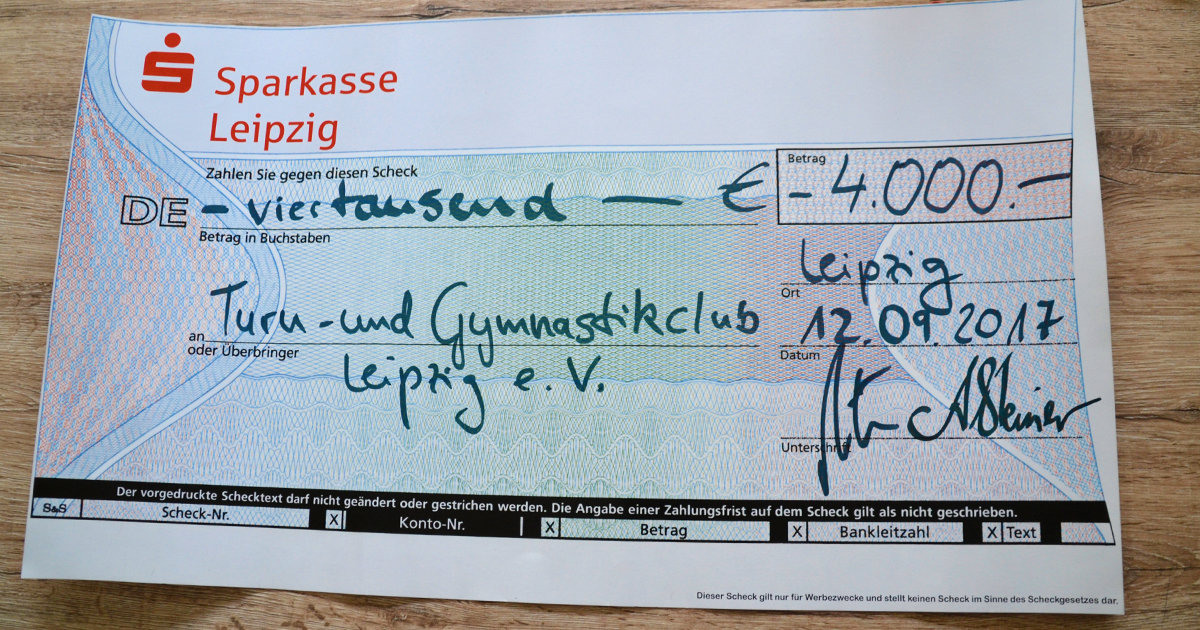 Sparkasse
Leipzig
Zahlen Sie gegen diesen Scheck
Betrag
DE - viertausend — € - 4.000.—
Betrag in Buchstaben
Leipzig
Ort
Turn- und Gymnastikclub
an
oder Überbringer
12.09.2017
Datum
Leipzig e. V.
A Steiner
Unterschrift
Der vorgedruckte Schecktext darf nicht geändert oder gestrichen werden. Die Angabe einer Zahlungsfrist auf dem Scheck gilt als nicht geschrieben.
S&S Scheck-Nr. X Konto-Nr. X Betrag X Bankleitzahl X Text
Dieser Scheck gilt nur für Werbezwecke und stellt keinen Scheck im Sinne des Scheckgesetzes dar.